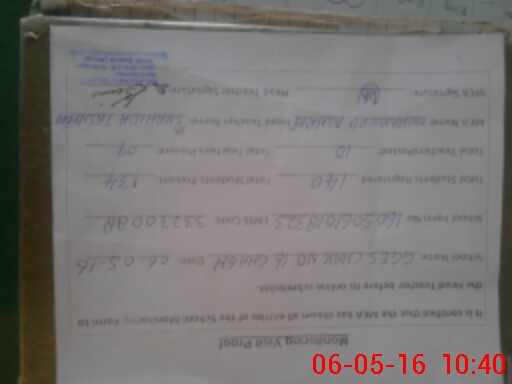 Monitoring Visit Proof
It is certified that the MEA has shown all entries of the School Monitoring Form to
the Head Teacher before its online submission.
School Name: GGES CHAK NO 16 GHAGH Date: 06.05-16
School Form No: 1605061018323 EMIS Code: 332300
Total Students Registered 140 Total Students Present 134
Total Teachers Posted 10 Total Teachers Present 09
MEA Name: MUHAMMAD ASHRAF Head Teacher Name: SHAHIDA TASNEEM
MEA Signature: Head Teacher Signature:
06-05-16 10:40